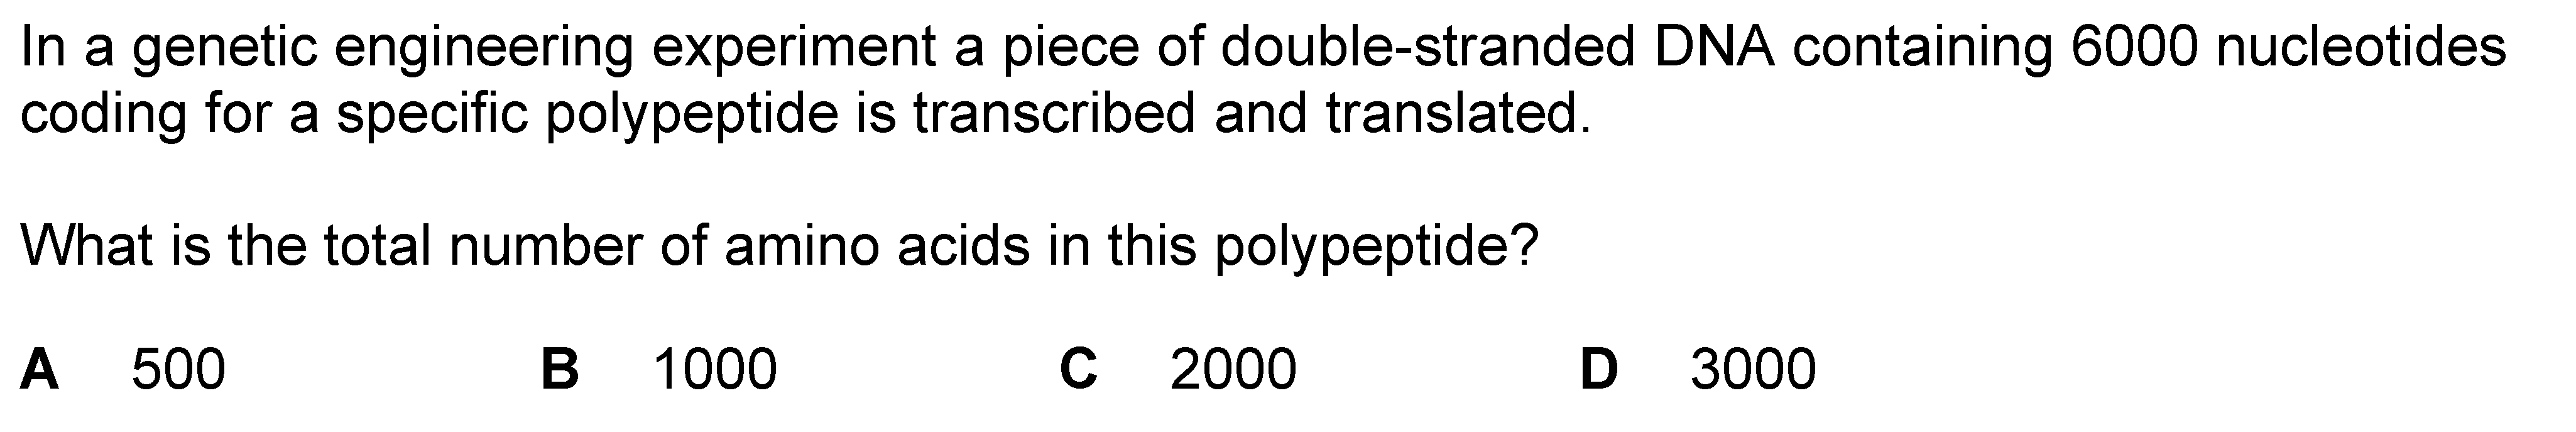 In a genetic engineering experiment a piece of double-stranded DNA containing 6000 nucleotides
coding for a specific polypeptide is transcribed and translated.
What is the total number of amino acids in this polypeptide?
A 500 B 1000 C 2000 D 3000